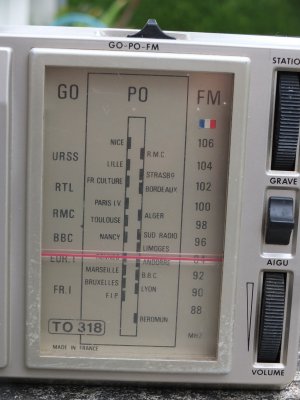 GO-PO-FM
STATIO
GO PO FM
NICE 106
R.M.C.
LILLE 104
URSS STRASBG
FR CULTURE 102
RTL BORDEAUX
PARIS I.V. 100
RMC ALGER
TOULOUSE 98
BBC NANCY SUD RADIO 96
LIMOGES
EUR.1 ANDORRE 94
MARSEILLE B.B.C. 92
BRUXELLES
FR.I LYON 90
F.I.P.
88
BEROMUN
TO 318 MHZ
MADE IN FRANCE
GRAVE
AIGU
VOLUME